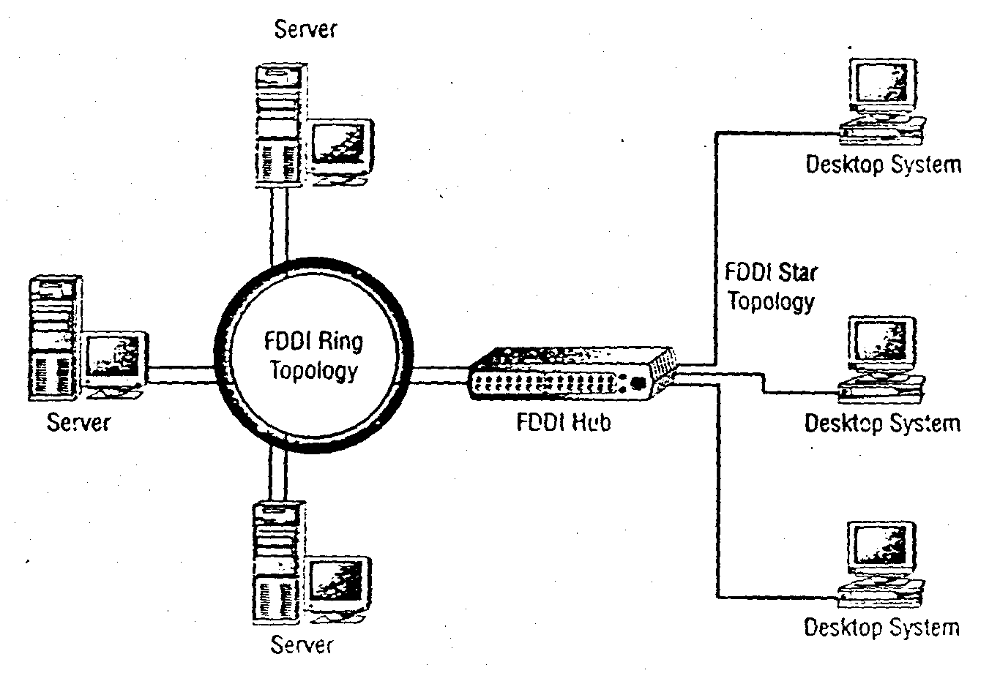 Server
Desktop System
FDDI Star
Topology
FDDI Ring
Topology
Server
FDDI Hub
Desktop System
Server
Desktop System